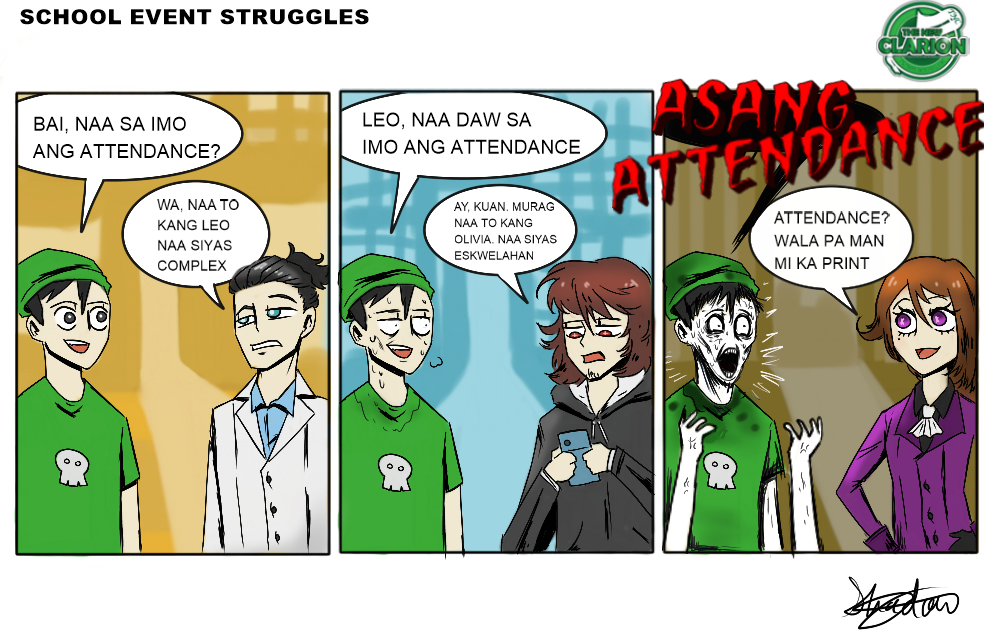 SCHOOL EVENT STRUGGLES
THE NEW
CLARION
BAI, NAA SA IMO
ANG ATTENDANCE?
WA, NAA TO
KANG LEO
NAA SIYAS
COMPLEX
LEO, NAA DAW SA
IMO ANG ATTENDANCE
AY, KUAN. MURAG
NAA TO KANG
OLIVIA. NAA SIYAS
ESKWELAHAN
ASANG
ATTENDANCE
ATTENDANCE?
WALA PA MAN
MI KA PRINT